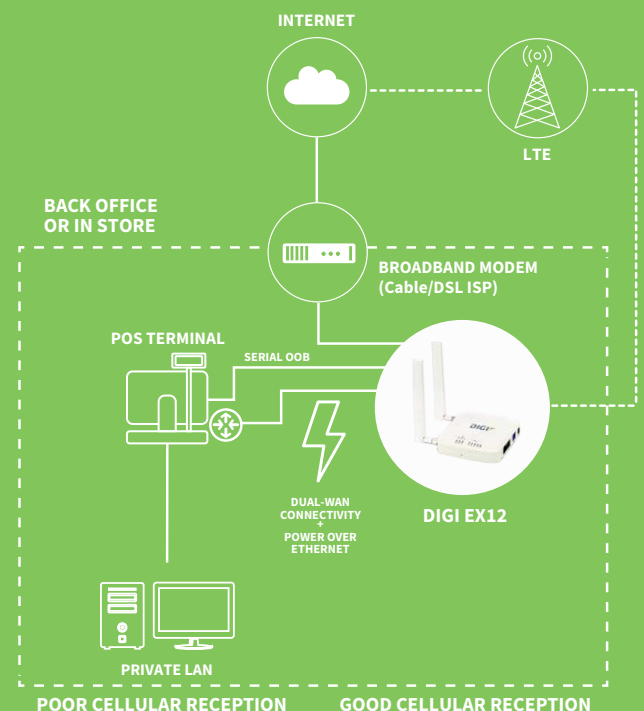 INTERNET
LTE
BACK OFFICE
OR IN STORE
BROADBAND MODEM
(Cable/DSL ISP)
POS TERMINAL
SERIAL OOB
DIGI
DUAL-WAN
CONNECTIVITY
+
POWER OVER
ETHERNET
DIGI EX12
PRIVATE LAN
POOR CELLULAR RECEPTION
GOOD CELLULAR RECEPTION